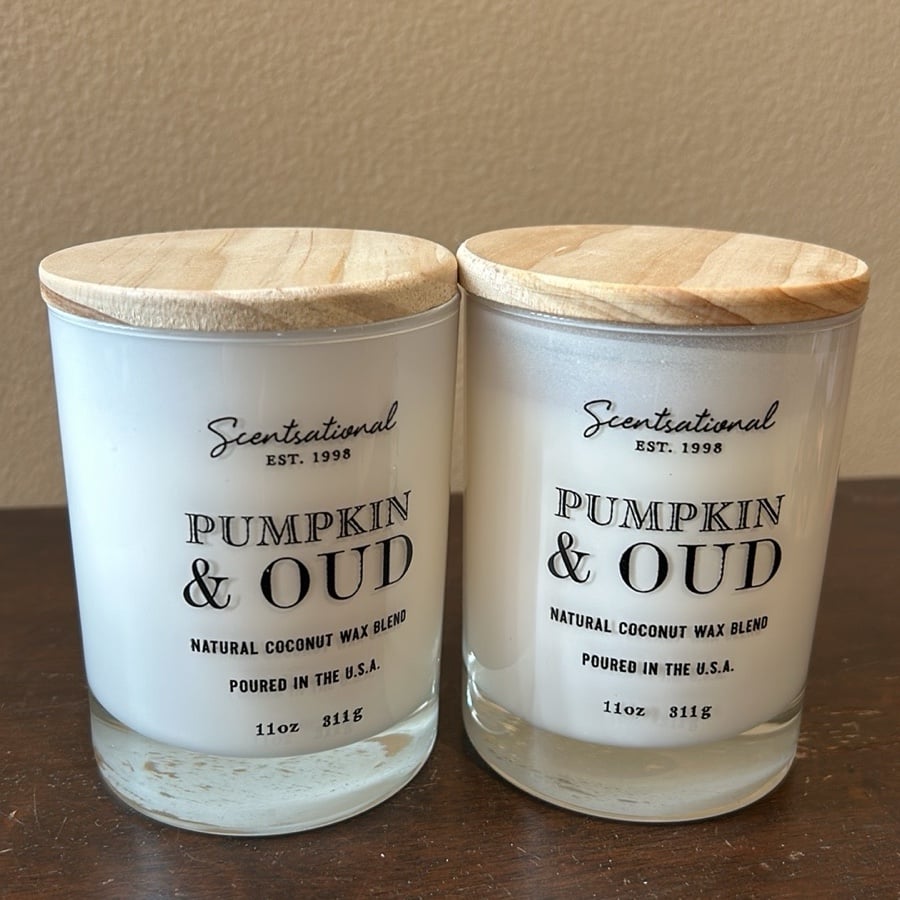 Scentsational
EST. 1998
PUMPKIN
& OUD
NATURAL COCONUT WAX BLEND
POURED IN THE U.S.A.
11oz 311g
Scentsational
EST. 1998
PUMPKIN
& OUD
NATURAL COCONUT WAX BLEND
POURED IN THE U.S.A.
11oz 311g